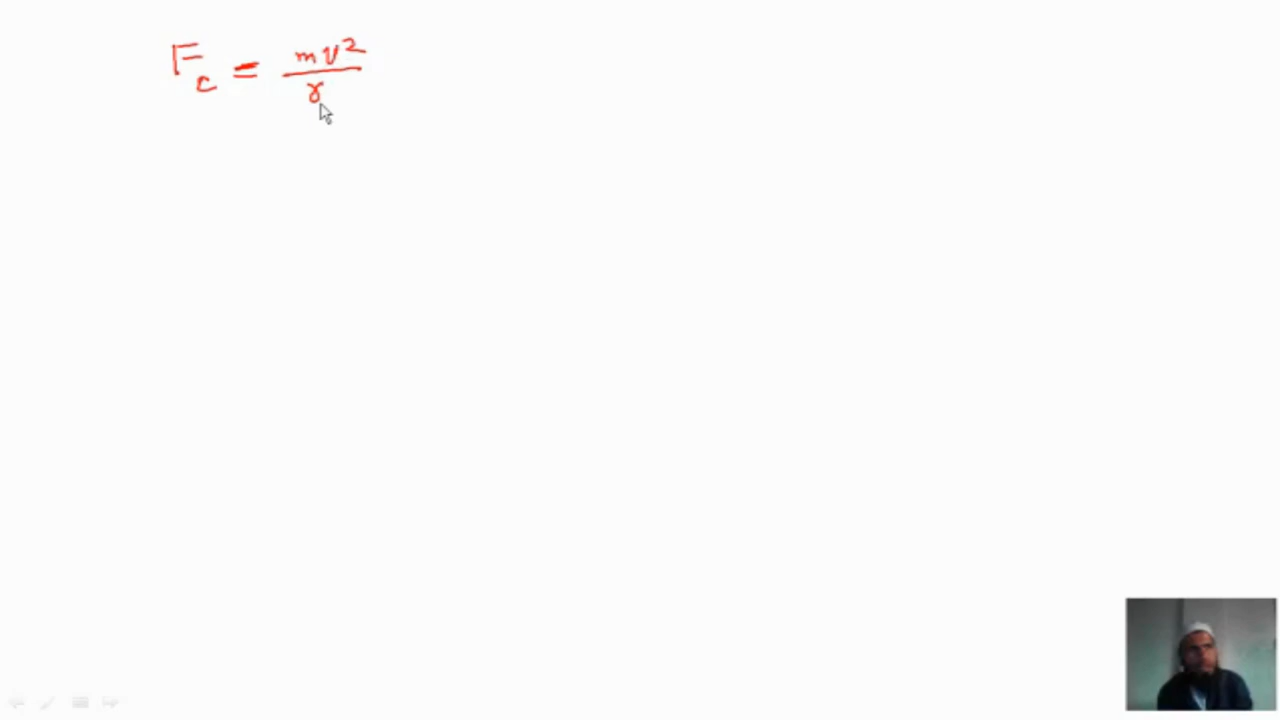 F_c = mv²/r